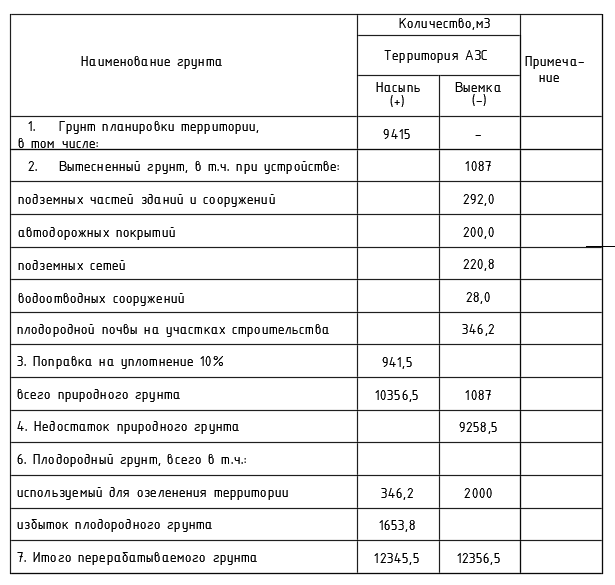 Наименование грунта
Количество,м3
Территория АЗС
Насыпь
(+)
Выемка
(-)
Примеча-
ние
1. Грунт планировки территории,
в том числе:
9415
-
2. Вытесненный грунт, в т.ч. при устройстве:
1087
подземных частей зданий и сооружений
292,0
автодорожных покрытий
200,0
подземных сетей
220,8
водоотводных сооружений
28,0
плодородной почвы на участках строительства
346,2
3. Поправка на уплотнение 10%
941,5
всего природного грунта
10356,5
1087
4. Недостаток природного грунта
9258,5
6. Плодородный грунт, всего в т.ч.:
используемый для озеленения территории
346,2
2000
избыток плодородного грунта
1653,8
7. Итого перерабатываемого грунта
12345,5
12356,5